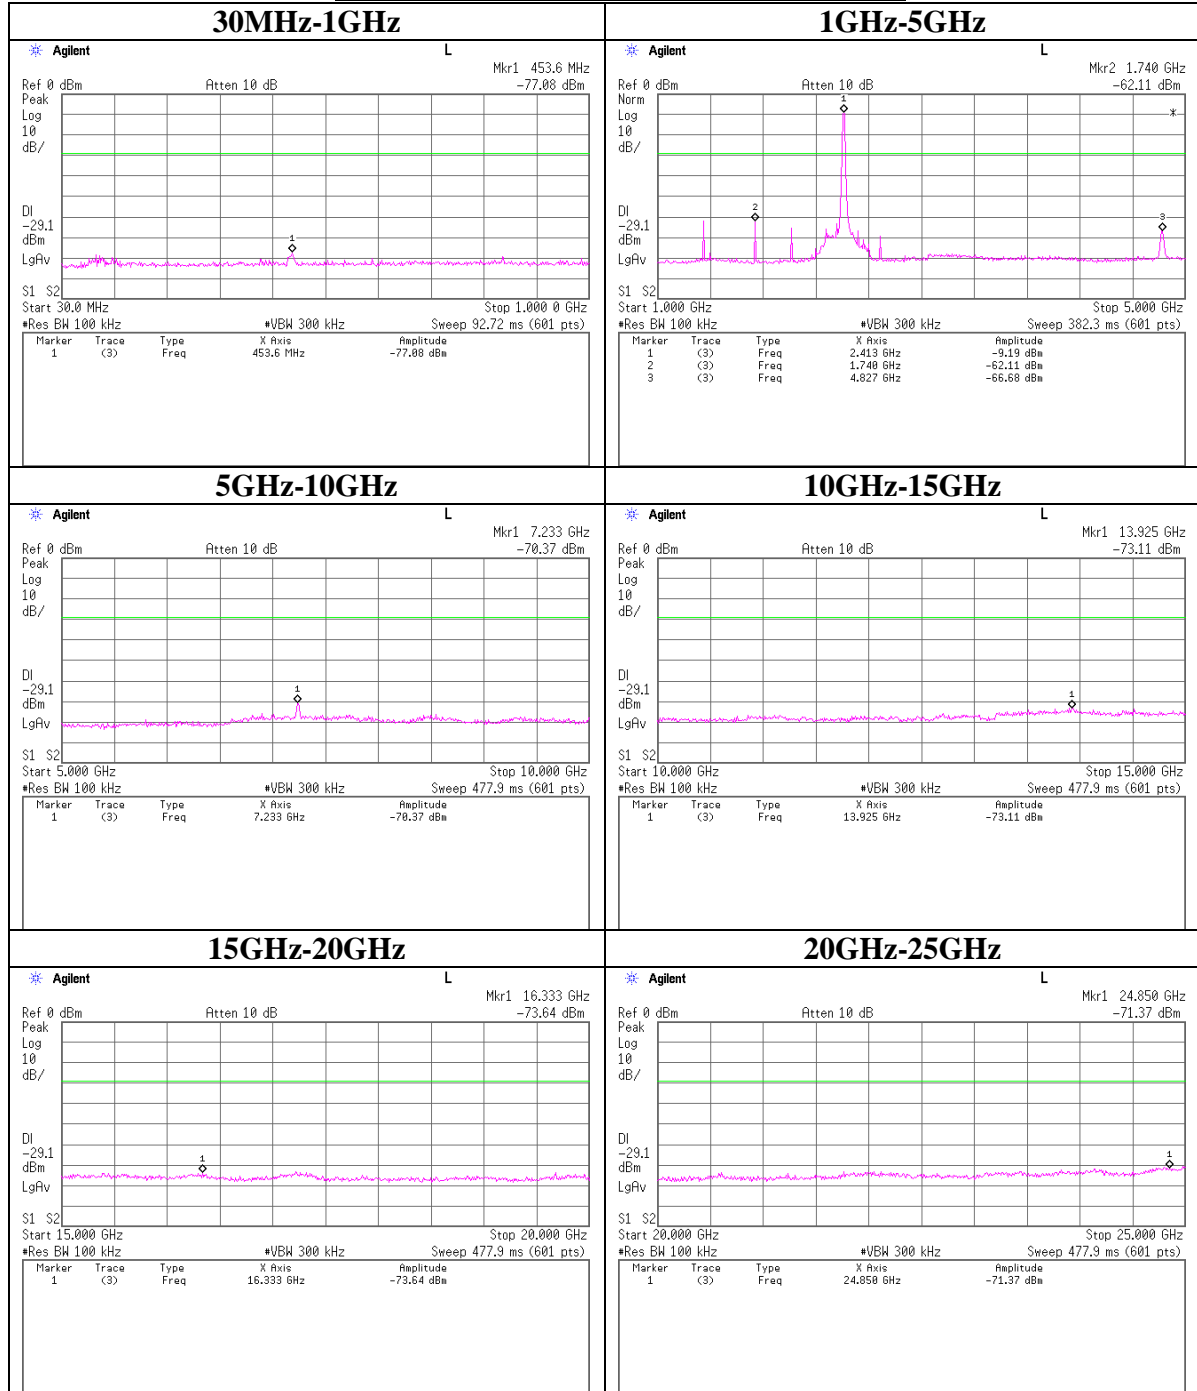 30MHz-1GHz
Agilent L
Mkr1 453.6 MHz
Ref 0 dBm Atten 10 dB -77.08 dBm
Peak
Log
10
dB/
1
DI
-29.1
dBm
LgAv
S1 S2
Start 30.0 MHz Stop 1.000 0 GHz
#Res BW 100 kHz #VBW 300 kHz Sweep 92.72 ms (601 pts)
Marker Trace Type X Axis Amplitude
1 (3) Freq 453.6 MHz -77.08 dBm
1GHz-5GHz
Agilent L
Mkr2 1.740 GHz
Ref 0 dBm Atten 10 dB -62.11 dBm
Norm
Log
10
dB/
1
*
2
3
DI
-29.1
dBm
LgAv
S1 S2
Start 1.000 GHz Stop 5.000 GHz
#Res BW 100 kHz #VBW 300 kHz Sweep 382.3 ms (601 pts)
Marker Trace Type X Axis Amplitude
1 (3) Freq 2.413 GHz -9.19 dBm
2 (3) Freq 1.740 GHz -62.11 dBm
3 (3) Freq 4.827 GHz -66.68 dBm
5GHz-10GHz
Agilent L
Mkr1 7.233 GHz
Ref 0 dBm Atten 10 dB -70.37 dBm
Peak
Log
10
dB/
1
DI
-29.1
dBm
LgAv
S1 S2
Start 5.000 GHz Stop 10.000 GHz
#Res BW 100 kHz #VBW 300 kHz Sweep 477.9 ms (601 pts)
Marker Trace Type X Axis Amplitude
1 (3) Freq 7.233 GHz -70.37 dBm
10GHz-15GHz
Agilent L
Mkr1 13.925 GHz
Ref 0 dBm Atten 10 dB -73.11 dBm
Peak
Log
10
dB/
1
DI
-29.1
dBm
LgAv
S1 S2
Start 10.000 GHz Stop 15.000 GHz
#Res BW 100 kHz #VBW 300 kHz Sweep 477.9 ms (601 pts)
Marker Trace Type X Axis Amplitude
1 (3) Freq 13.925 GHz -73.11 dBm
15GHz-20GHz
Agilent L
Mkr1 16.333 GHz
Ref 0 dBm Atten 10 dB -73.64 dBm
Peak
Log
10
dB/
1
DI
-29.1
dBm
LgAv
S1 S2
Start 15.000 GHz Stop 20.000 GHz
#Res BW 100 kHz #VBW 300 kHz Sweep 477.9 ms (601 pts)
Marker Trace Type X Axis Amplitude
1 (3) Freq 16.333 GHz -73.64 dBm
20GHz-25GHz
Agilent L
Mkr1 24.850 GHz
Ref 0 dBm Atten 10 dB -71.37 dBm
Peak
Log
10
dB/
1
DI
-29.1
dBm
LgAv
S1 S2
Start 20.000 GHz Stop 25.000 GHz
#Res BW 100 kHz #VBW 300 kHz Sweep 477.9 ms (601 pts)
Marker Trace Type X Axis Amplitude
1 (3) Freq 24.850 GHz -71.37 dBm